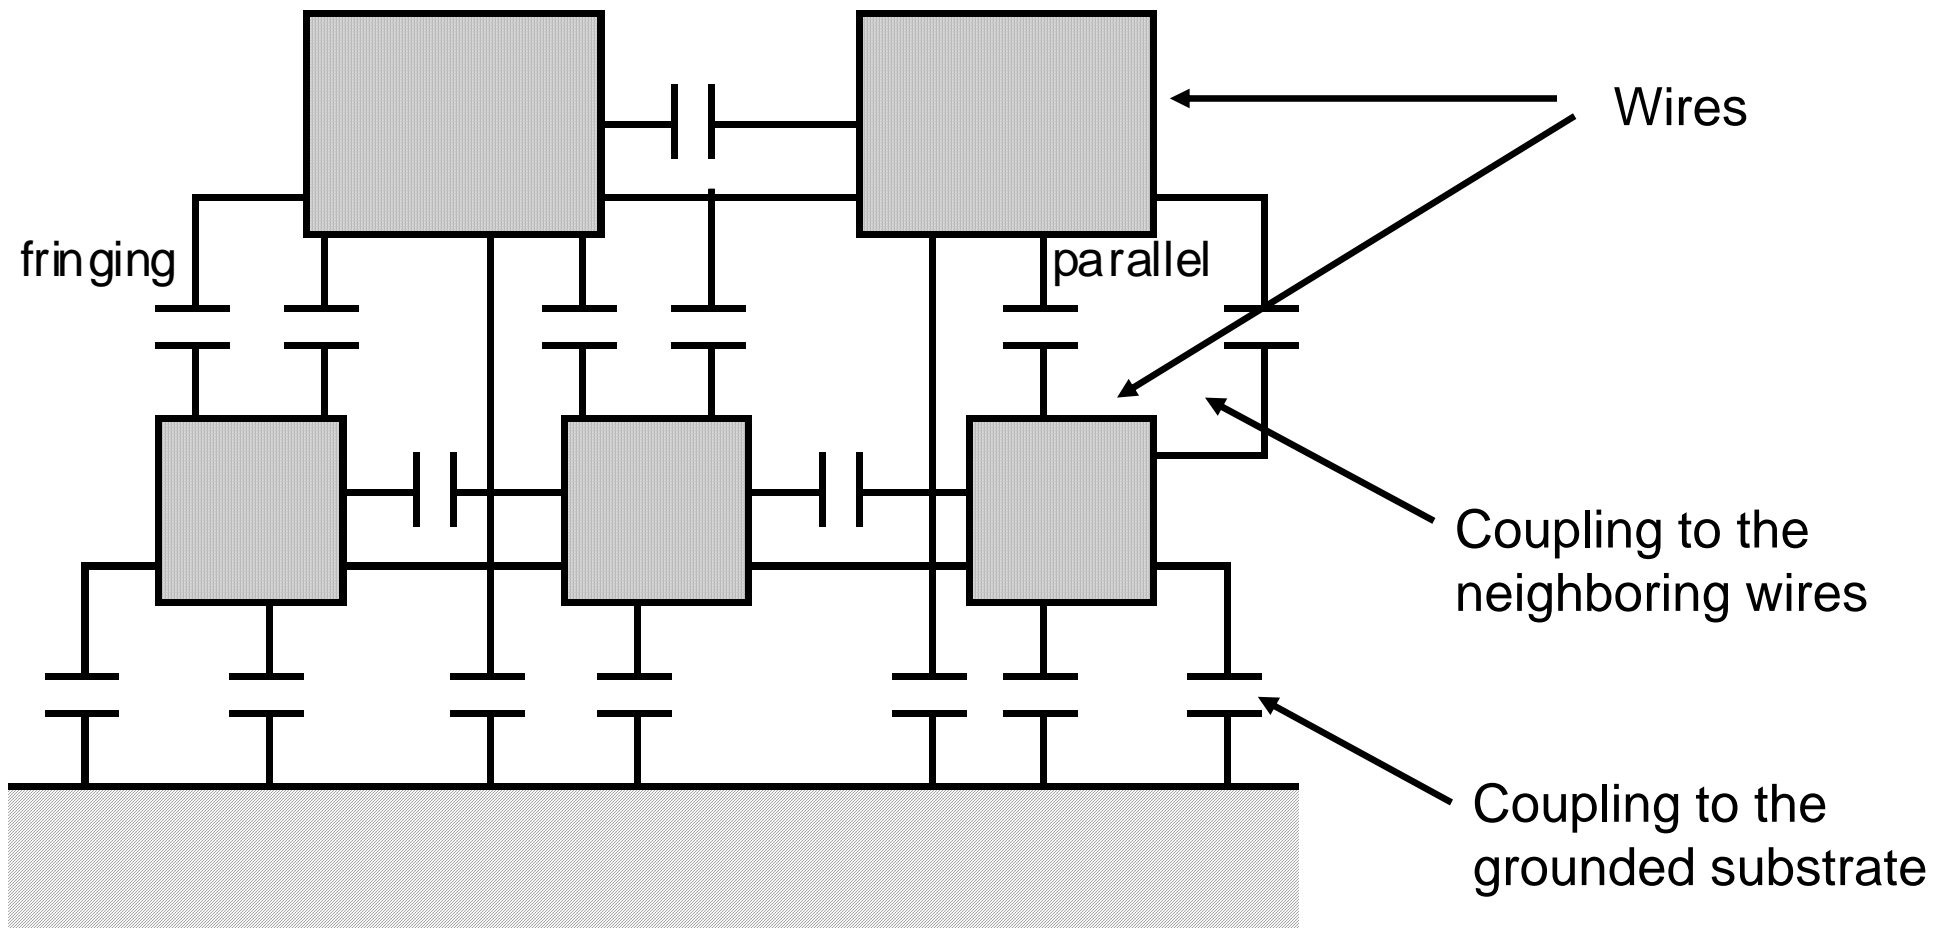 Wires
fringing
parallel
Coupling to the
neighboring wires
Coupling to the
grounded substrate